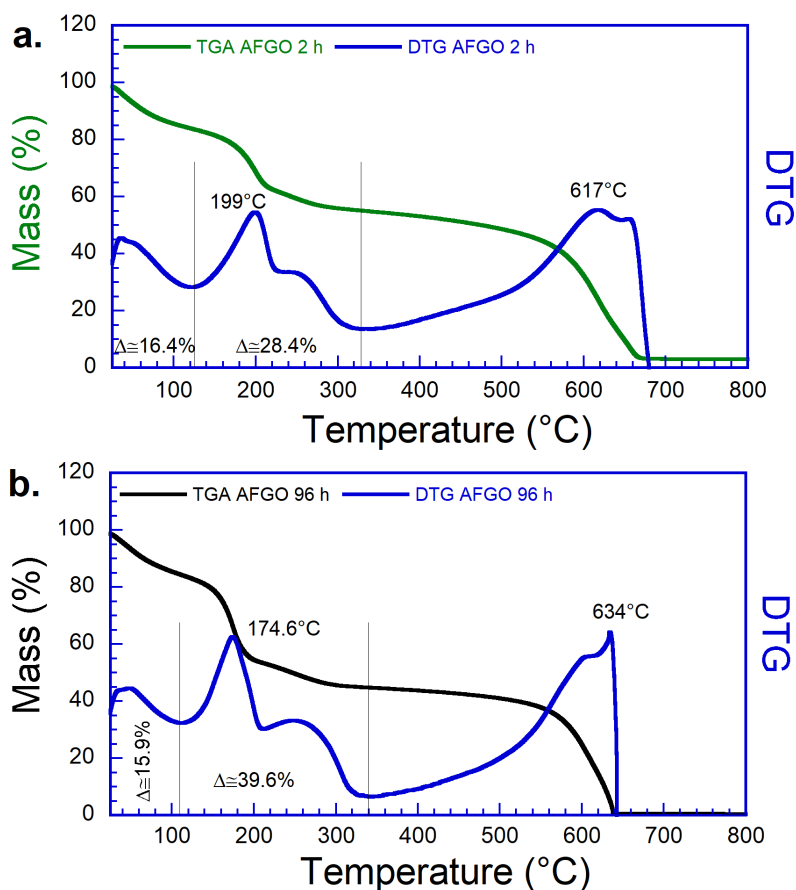 a.
TGA AFGO 2 h
DTG AFGO 2 h
120
100
80
60
40
20
0
Mass (%)
DTG
199°C
617°C
Δ≅16.4%
Δ≅28.4%
100 200 300 400 500 600 700 800
Temperature (°C)
b.
TGA AFGO 96 h
DTG AFGO 96 h
120
100
80
60
40
20
0
Mass (%)
DTG
174.6°C
634°C
Δ≅15.9%
Δ≅39.6%
100 200 300 400 500 600 700 800
Temperature (°C)